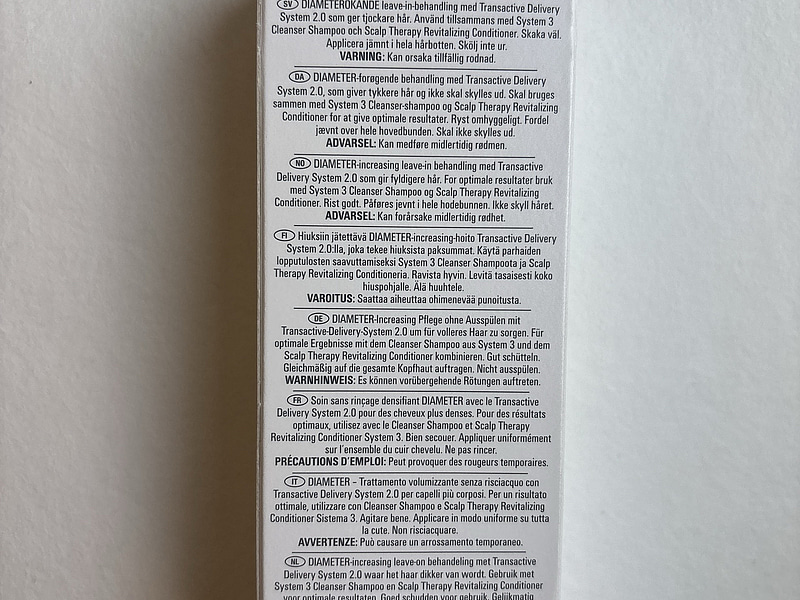 SV DIAMETERÖKANDE leave-in-behandling med Transactive Delivery
System 2.0 som ger tjockare hår. Använd tillsammans med System 3
Cleanser Shampoo och Scalp Therapy Revitalizing Conditioner. Skaka väl.
Applicera jämnt i hela hårbotten. Skölj inte ur.
VARNING: Kan orsaka tillfällig rodnad.
DA DIAMETER-forøgende behandling med Transactive Delivery
System 2.0, som giver tykkere hår og ikke skal skylles ud. Skal bruges
sammen med System 3 Cleanser-shampoo og Scalp Therapy Revitalizing
Conditioner for at give optimale resultater. Ryst omhyggeligt. Fordel
jævnt over hele hovedbunden. Skal ikke skylles ud.
ADVARSEL: Kan medføre midlertidig rødmen.
NO DIAMETER-increasing leave-in behandling med Transactive
Delivery System 2.0 som gir fyldigere hår. For optimale resultater bruk
med System 3 Cleanser Shampoo og Scalp Therapy Revitalizing
Conditioner. Rist godt. Påføres jevnt i hele hodebunnen. Ikke skyll håret.
ADVARSEL: Kan forårsake midlertidig rødhet.
FI Hiuksiin jätettävä DIAMETER-increasing-hoito Transactive Delivery
System 2.0:lla, joka tekee hiuksista paksummat. Käytä parhaiden
lopputulosten saavuttamiseksi System 3 Cleanser Shampoota ja Scalp
Therapy Revitalizing Conditioneria. Ravista hyvin. Levitä tasaisesti koko
hiuspohjalle. Älä huuhtele.
VAROITUS: Saattaa aiheuttaa ohimenevää punoitusta.
DE DIAMETER-Increasing Pflege ohne Ausspülen mit
Transactive-Delivery-System 2.0 um für volleres Haar zu sorgen. Für
optimale Ergebnisse mit dem Cleanser Shampoo aus System 3 und dem
Scalp Therapy Revitalizing Conditioner kombinieren. Gut schütteln.
Gleichmäßig auf die gesamte Kopfhaut auftragen. Nicht ausspülen.
WARNHINWEIS: Es können vorübergehende Rötungen auftreten.
FR Soin sans rinçage densifiant DIAMETER avec le Transactive
Delivery System 2.0 pour des cheveux plus denses. Pour des résultats
optimaux, utilisez avec le Cleanser Shampoo et Scalp Therapy
Revitalizing Conditioner System 3. Bien secouer. Appliquer uniformément
sur l'ensemble du cuir chevelu. Ne pas rincer.
PRÉCAUTIONS D'EMPLOI: Peut provoquer des rougeurs temporaires.
IT DIAMETER – Trattamento volumizzante senza risciacquo con
Transactive Delivery System 2.0 per capelli più corposi. Per un risultato
ottimale, utilizzare con Cleanser Shampoo e Scalp Therapy Revitalizing
Conditioner Sistema 3. Agitare bene. Applicare in modo uniforme su tutta
la cute. Non risciacquare.
AVVERTENZE: Può causare un arrossamento temporaneo.
NL DIAMETER-increasing leave-on behandeling met Transactive
Delivery System 2.0 waar het haar dikker van wordt. Gebruik met
System 3 Cleanser Shampoo en Scalp Therapy Revitalizing Conditioner
voor optimale resultaten. Goed schudden voor gebruik. Gelijkmatig